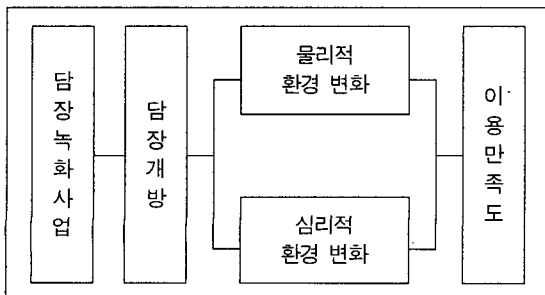 담장녹화사업
담장개방
물리적
환경 변화
심리적
환경 변화
이용만족도